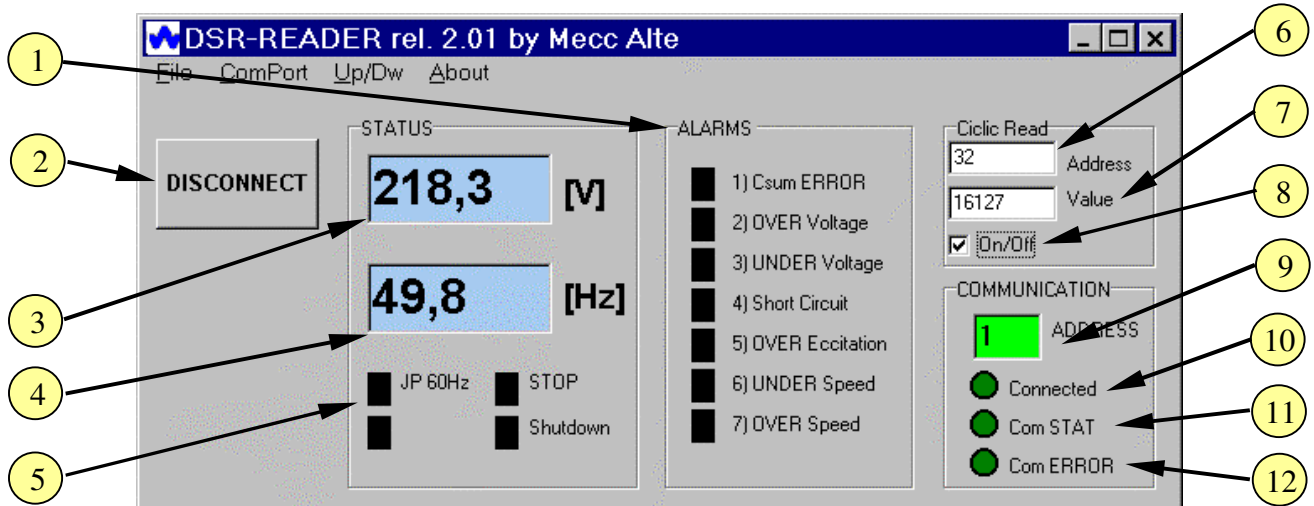 DSR-READER rel. 2.01 by Mecc Alte
File ComPort Up/Dw About
1
2
3
4
5
DISCONNECT
STATUS
218,3 [V]
49,8 [Hz]
JP 60Hz STOP
Shutdown
ALARMS
1) Csum ERROR
2) OVER Voltage
3) UNDER Voltage
4) Short Circuit
5) OVER Eccitation
6) UNDER Speed
7) OVER Speed
Ciclic Read
32 Address
16127 Value
On/Off
COMMUNICATION
1 ADDRESS
Connected
Com STAT
Com ERROR
6
7
8
9
10
11
12